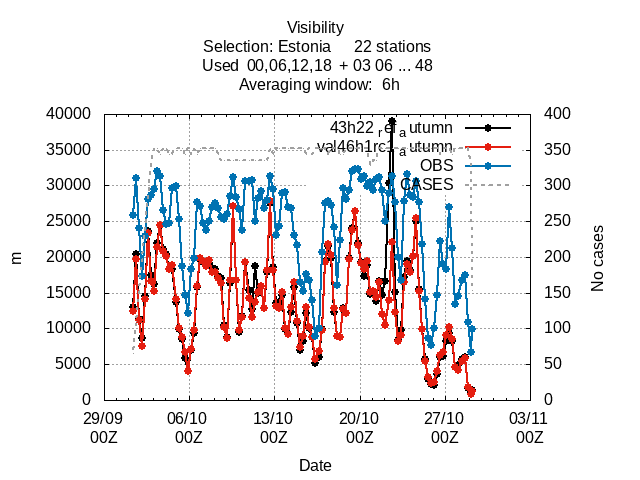 Visibility
Selection: Estonia 22 stations
Used 00,06,12,18 + 03 06 ... 48
Averaging window: 6h
40000
35000
30000
25000
20000
15000
10000
5000
0
m
43h22_ref_autumn
val46h1rc1_autumn
OBS
CASES
400
350
300
250
200
150
100
50
0
No cases
29/09 00Z
06/10 00Z
13/10 00Z
20/10 00Z
27/10 00Z
03/11 00Z
Date